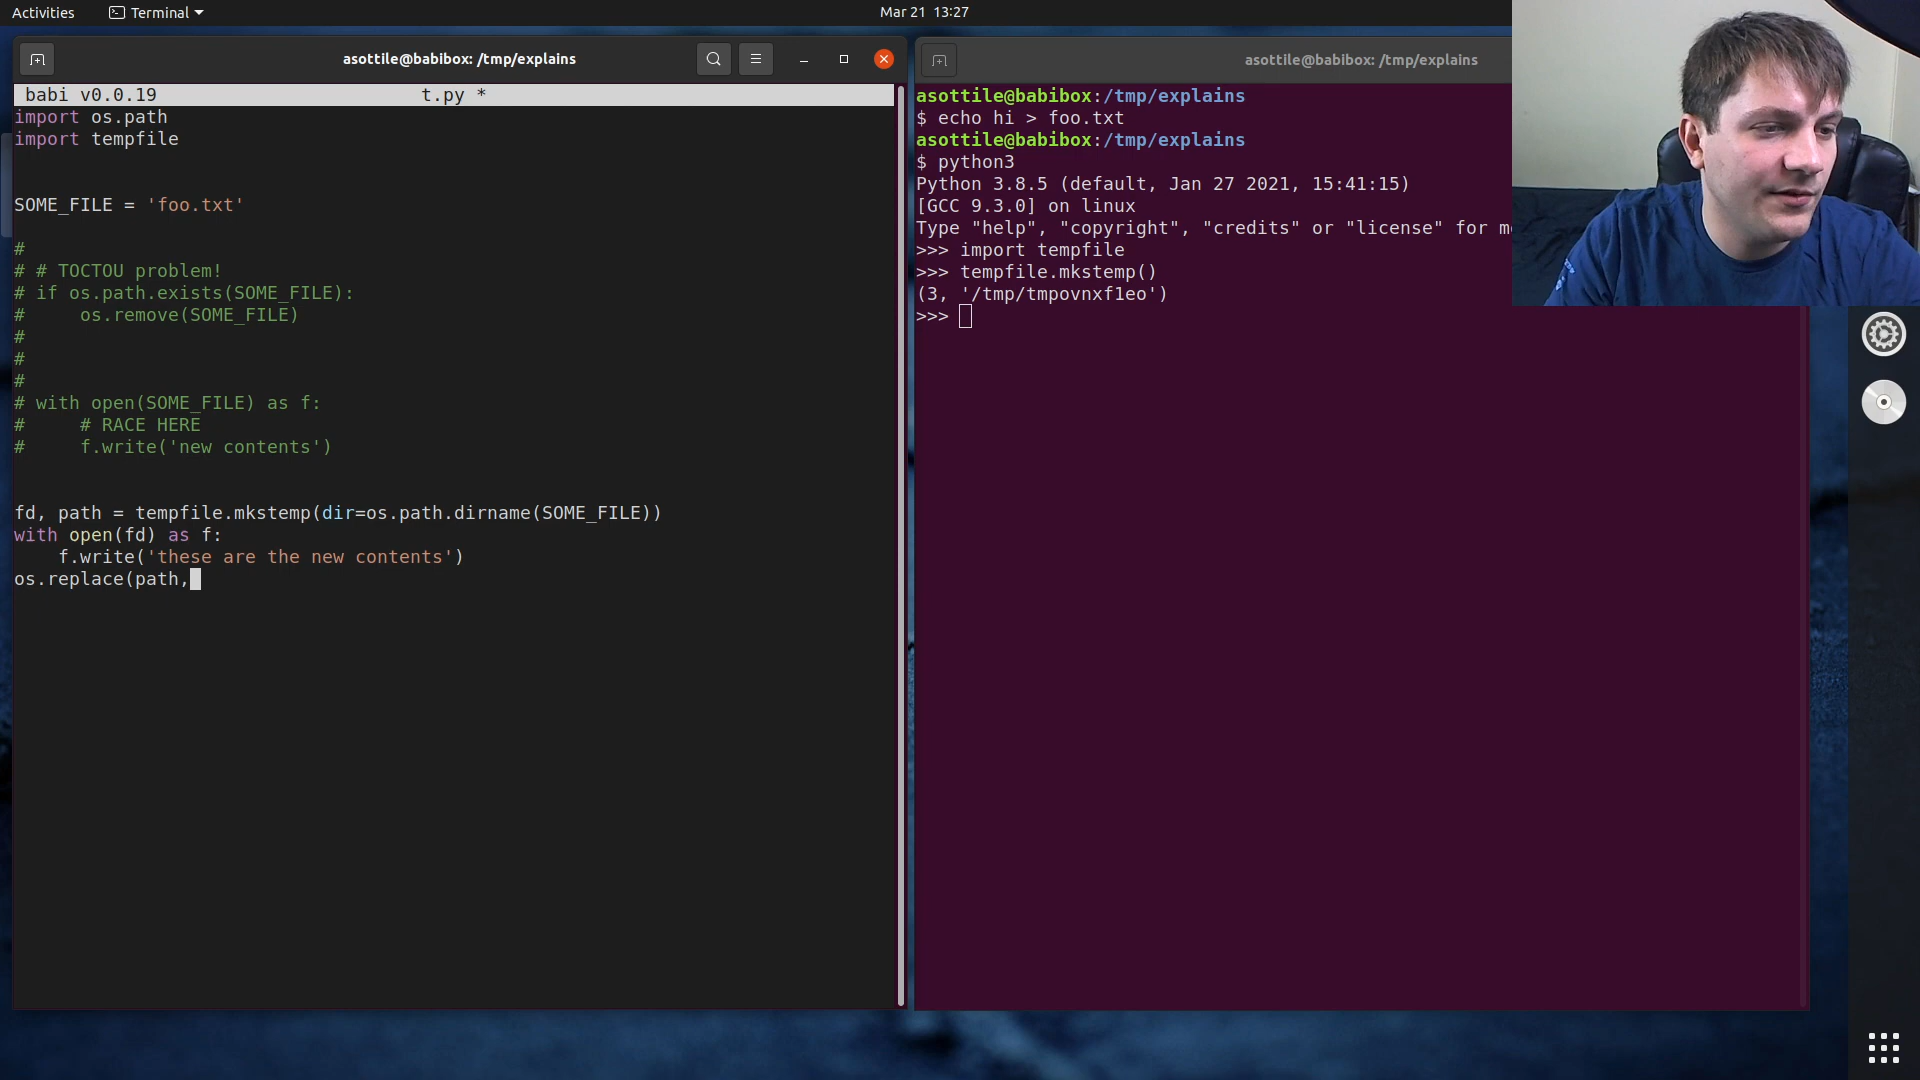 Activities
Terminal
Mar 21 13:27
asottile@babibox: /tmp/explains
babi v0.0.19 t.py *
import os.path
import tempfile
SOME_FILE = 'foo.txt'
#
# # TOCTOU problem!
# if os.path.exists(SOME_FILE):
#     os.remove(SOME_FILE)
#
#
#
# with open(SOME_FILE) as f:
#     # RACE HERE
#     f.write('new contents')
fd, path = tempfile.mkstemp(dir=os.path.dirname(SOME_FILE))
with open(fd) as f:
    f.write('these are the new contents')
os.replace(path,
asottile@babibox: /tmp/explains
asottile@babibox:/tmp/explains
$ echo hi > foo.txt
asottile@babibox:/tmp/explains
$ python3
Python 3.8.5 (default, Jan 27 2021, 15:41:15)
[GCC 9.3.0] on linux
Type "help", "copyright", "credits" or "license" for
>>> import tempfile
>>> tempfile.mkstemp()
(3, '/tmp/tmpovnxf1eo')
>>>